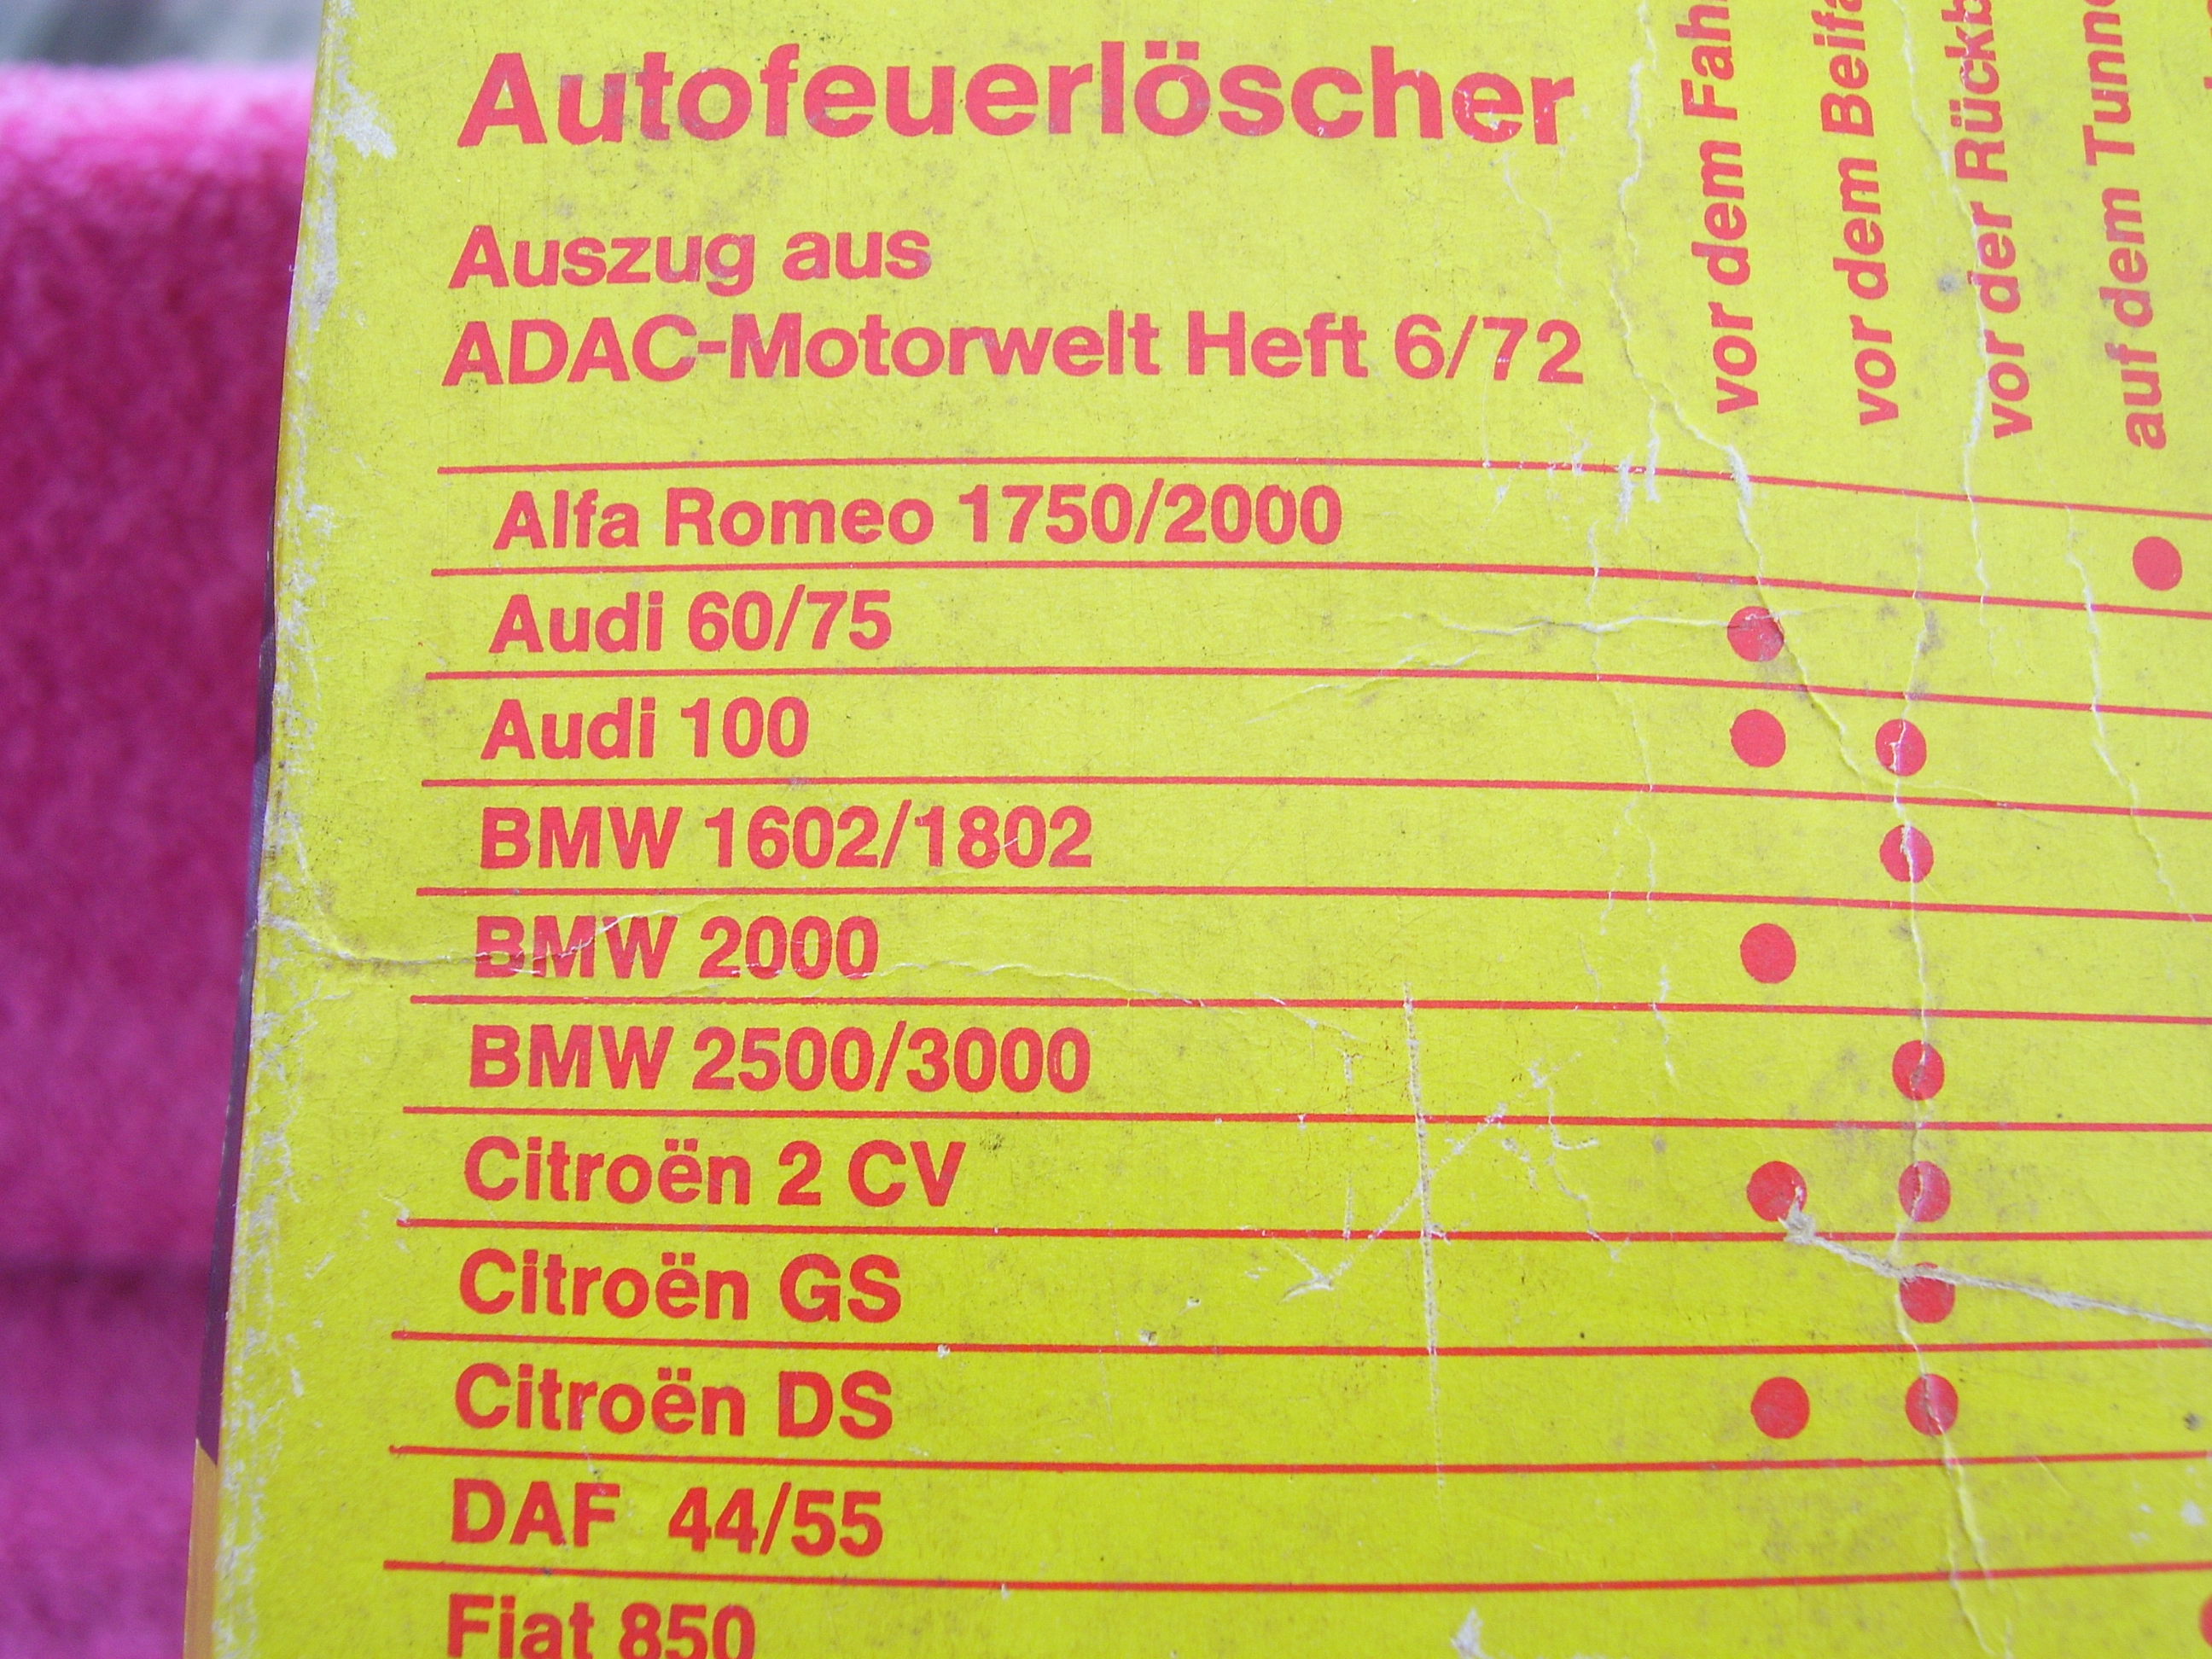 Autofeuerlöscher
Auszug aus
ADAC-Motorwelt Heft 6/72
vor dem
vor dem
vor der
auf dem
Alfa Romeo 1750/2000
Audi 60/75
Audi 100
BMW 1602/1802
BMW 2000
BMW 2500/3000
Citroën 2 CV
Citroën GS
Citroën DS
DAF 44/55
Fiat 850